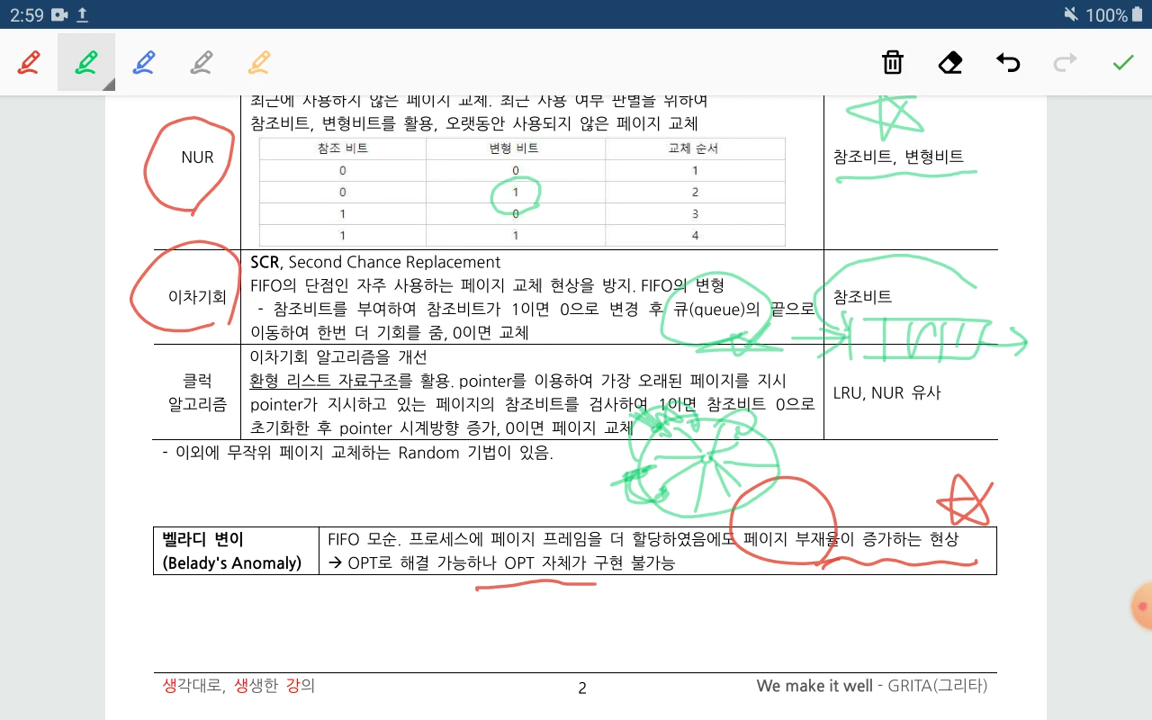 2:59
100%
최근에 사용하지 않은 페이지 교체. 최근 사용 여부 판별을 위하여
참조비트, 변형비트를 활용, 오랫동안 사용되지 않은 페이지 교체
NUR
참조 비트 변형 비트 교체 순서
0 0 1
0 1 2
1 0 3
1 1 4
참조비트, 변형비트
이차기회
SCR, Second Chance Replacement
FIFO의 단점인 자주 사용하는 페이지 교체 현상을 방지. FIFO의 변형
- 참조비트를 부여하여 참조비트가 1이면 0으로 변경 후 큐(queue)의 끝으로
이동하여 한번 더 기회를 줌, 0이면 교체
참조비트
클럭
알고리즘
이차기회 알고리즘을 개선
환형 리스트 자료구조를 활용. pointer를 이용하여 가장 오래된 페이지를 지시
pointer가 지시하고 있는 페이지의 참조비트를 검사하여 1이면 참조비트 0으로
초기화한 후 pointer 시계방향 증가, 0이면 페이지 교체
LRU, NUR 유사
- 이외에 무작위 페이지 교체하는 Random 기법이 있음.
벨라디 변이
(Belady's Anomaly)
FIFO 모순. 프로세스에 페이지 프레임을 더 할당하였음에도 페이지 부재율이 증가하는 현상
→ OPT로 해결 가능하나 OPT 자체가 구현 불가능
생각대로, 생생한 강의
2
We make it well - GRITA(그리타)